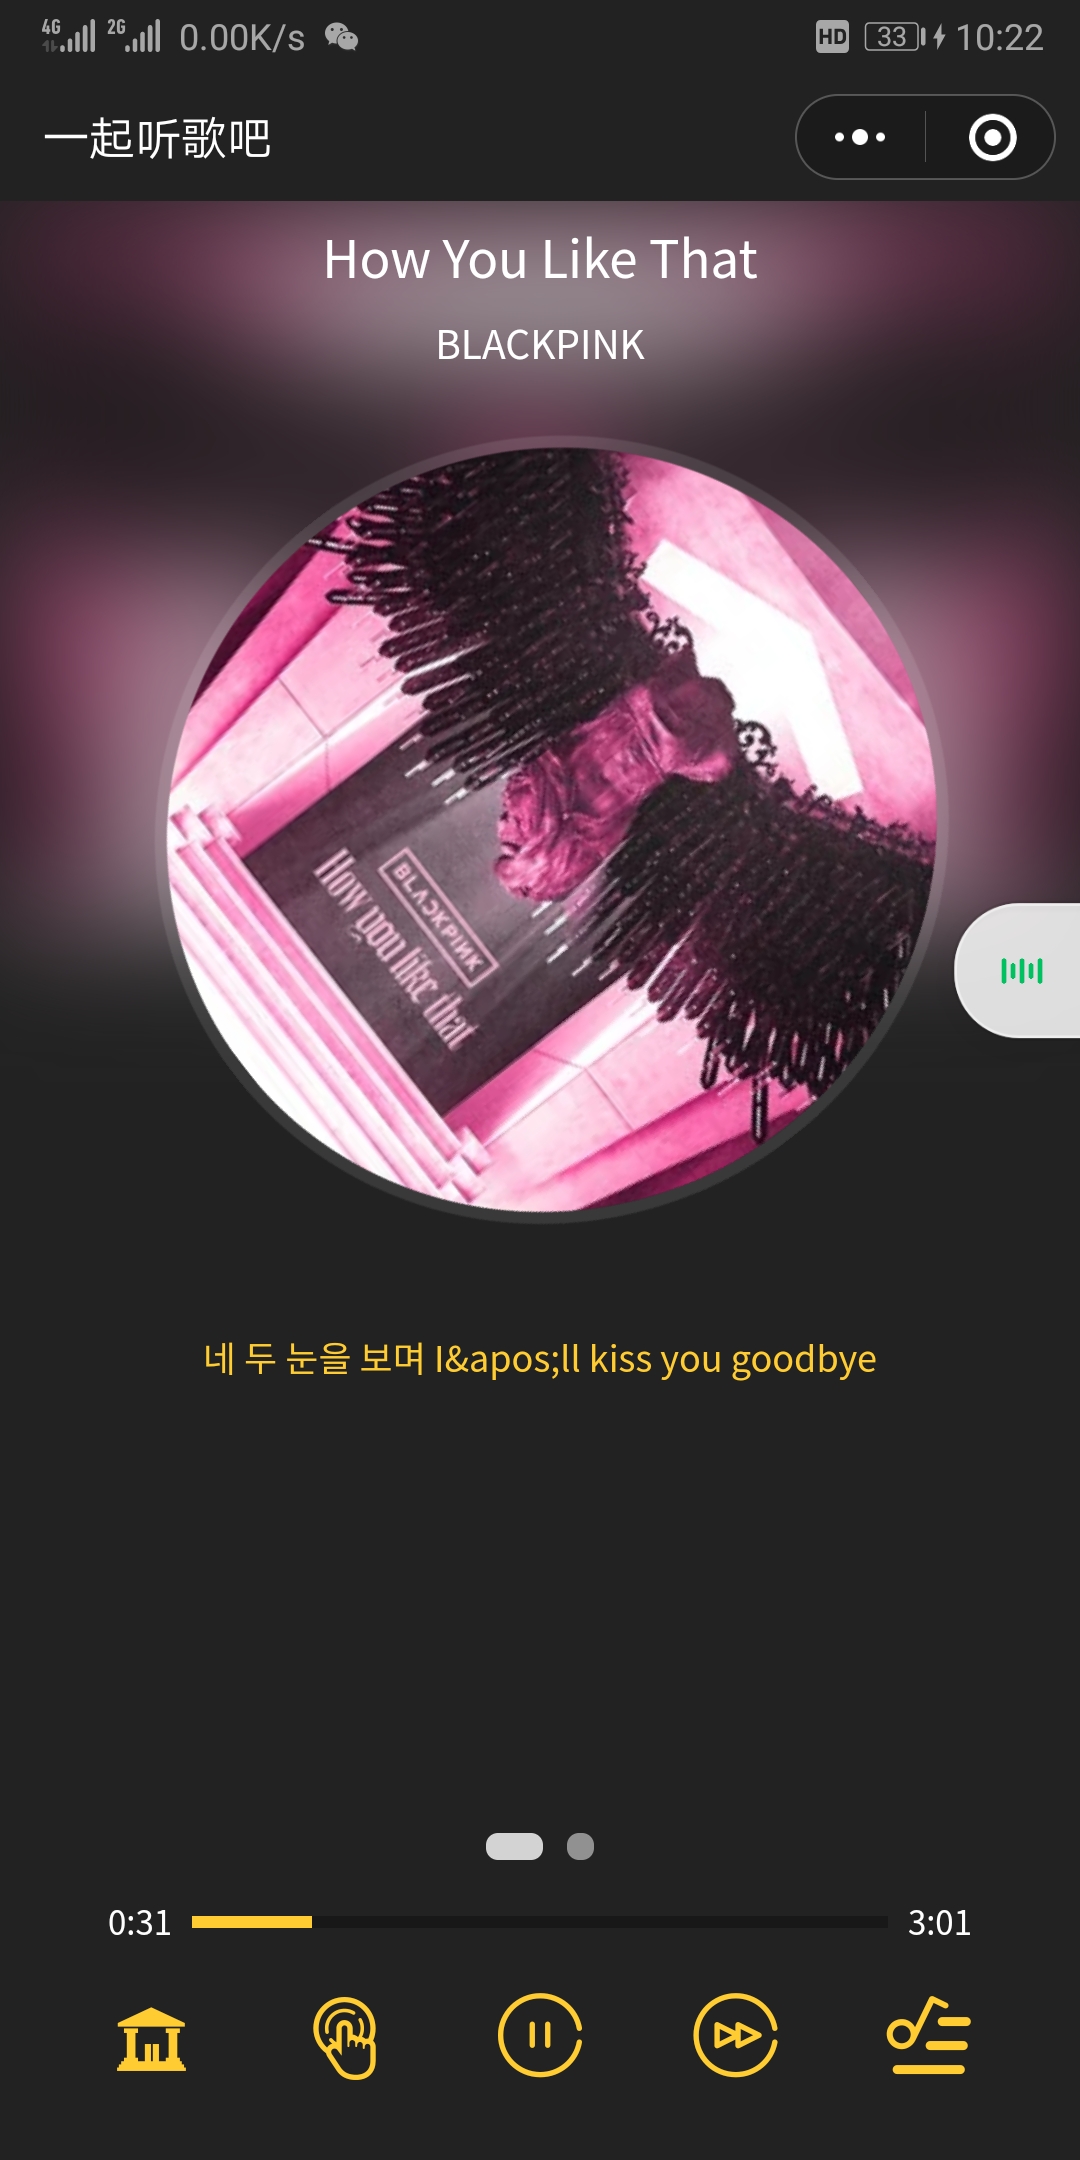 4G 2G 0.00K/s HD 33 10:22
一起听歌吧
How You Like That
BLACKPINK
BLACKPINK
How you like that
네 두 눈을 보며 I&apos;ll kiss you goodbye
0:31 3:01